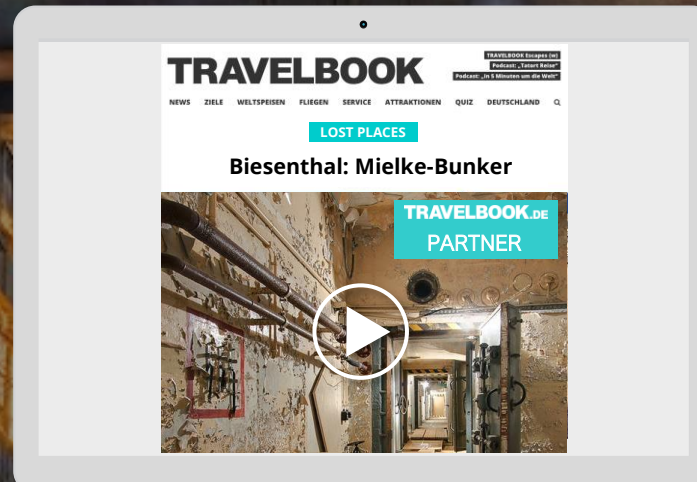 TRAVELBOOK
TRAVELBOOK Escapes (w)
Podcast: „Tatort Reise“
Podcast: „In 5 Minuten um die Welt“
NEWS ZIELE WELTSPEISEN FLIEGEN SERVICE ATTRAKTIONEN QUIZ DEUTSCHLAND
LOST PLACES
Biesenthal: Mielke-Bunker
TRAVELBOOK.DE
PARTNER